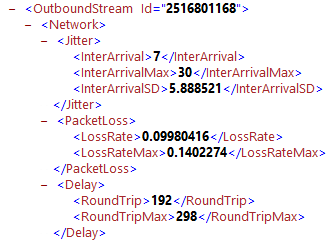 − <OutboundStream Id="2516801168">
− <Network>
− <Jitter>
<InterArrival>7</InterArrival>
<InterArrivalMax>30</InterArrivalMax>
<InterArrivalSD>5.888521</InterArrivalSD>
</Jitter>
− <PacketLoss>
<LossRate>0.09980416</LossRate>
<LossRateMax>0.1402274</LossRateMax>
</PacketLoss>
− <Delay>
<RoundTrip>192</RoundTrip>
<RoundTripMax>298</RoundTripMax>
</Delay>